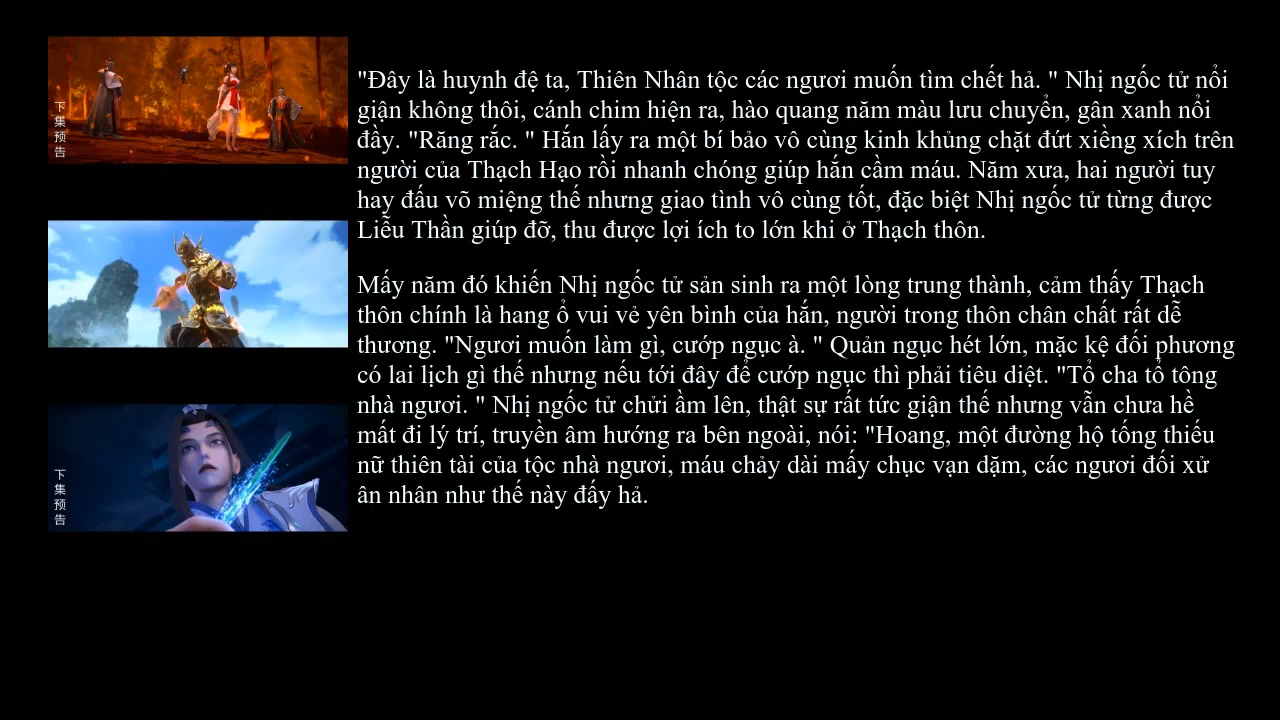 下集预告
"Đây là huynh đệ ta, Thiên Nhân tộc các ngươi muốn tìm chết hả. " Nhị ngốc tử nổi
giận không thôi, cánh chim hiện ra, hào quang năm màu lưu chuyển, gân xanh nổi
đầy. "Răng rắc. " Hắn lấy ra một bí bảo vô cùng kinh khủng chặt đứt xiềng xích trên
người của Thạch Hạo rồi nhanh chóng giúp hắn cầm máu. Năm xưa, hai người tuy
hay đấu võ miệng thế nhưng giao tình vô cùng tốt, đặc biệt Nhị ngốc tử từng được
Liễu Thần giúp đỡ, thu được lợi ích to lớn khi ở Thạch thôn.
Mấy năm đó khiến Nhị ngốc tử sản sinh ra một lòng trung thành, cảm thấy Thạch
thôn chính là hang ổ vui vẻ yên bình của hắn, người trong thôn chân chất rất dễ
thương. "Ngươi muốn làm gì, cướp ngục à. " Quản ngục hét lớn, mặc kệ đối phương
có lai lịch gì thế nhưng nếu tới đây để cướp ngục thì phải tiêu diệt. "Tổ cha tổ tông
nhà ngươi. " Nhị ngốc tử chửi ầm lên, thật sự rất tức giận thế nhưng vẫn chưa hề
mất đi lý trí, truyền âm hướng ra bên ngoài, nói: "Hoang, một đường hộ tống thiếu
nữ thiên tài của tộc nhà ngươi, máu chảy dài mấy chục vạn dặm, các ngươi đối xử
ân nhân như thế này đấy hả.
下集预告